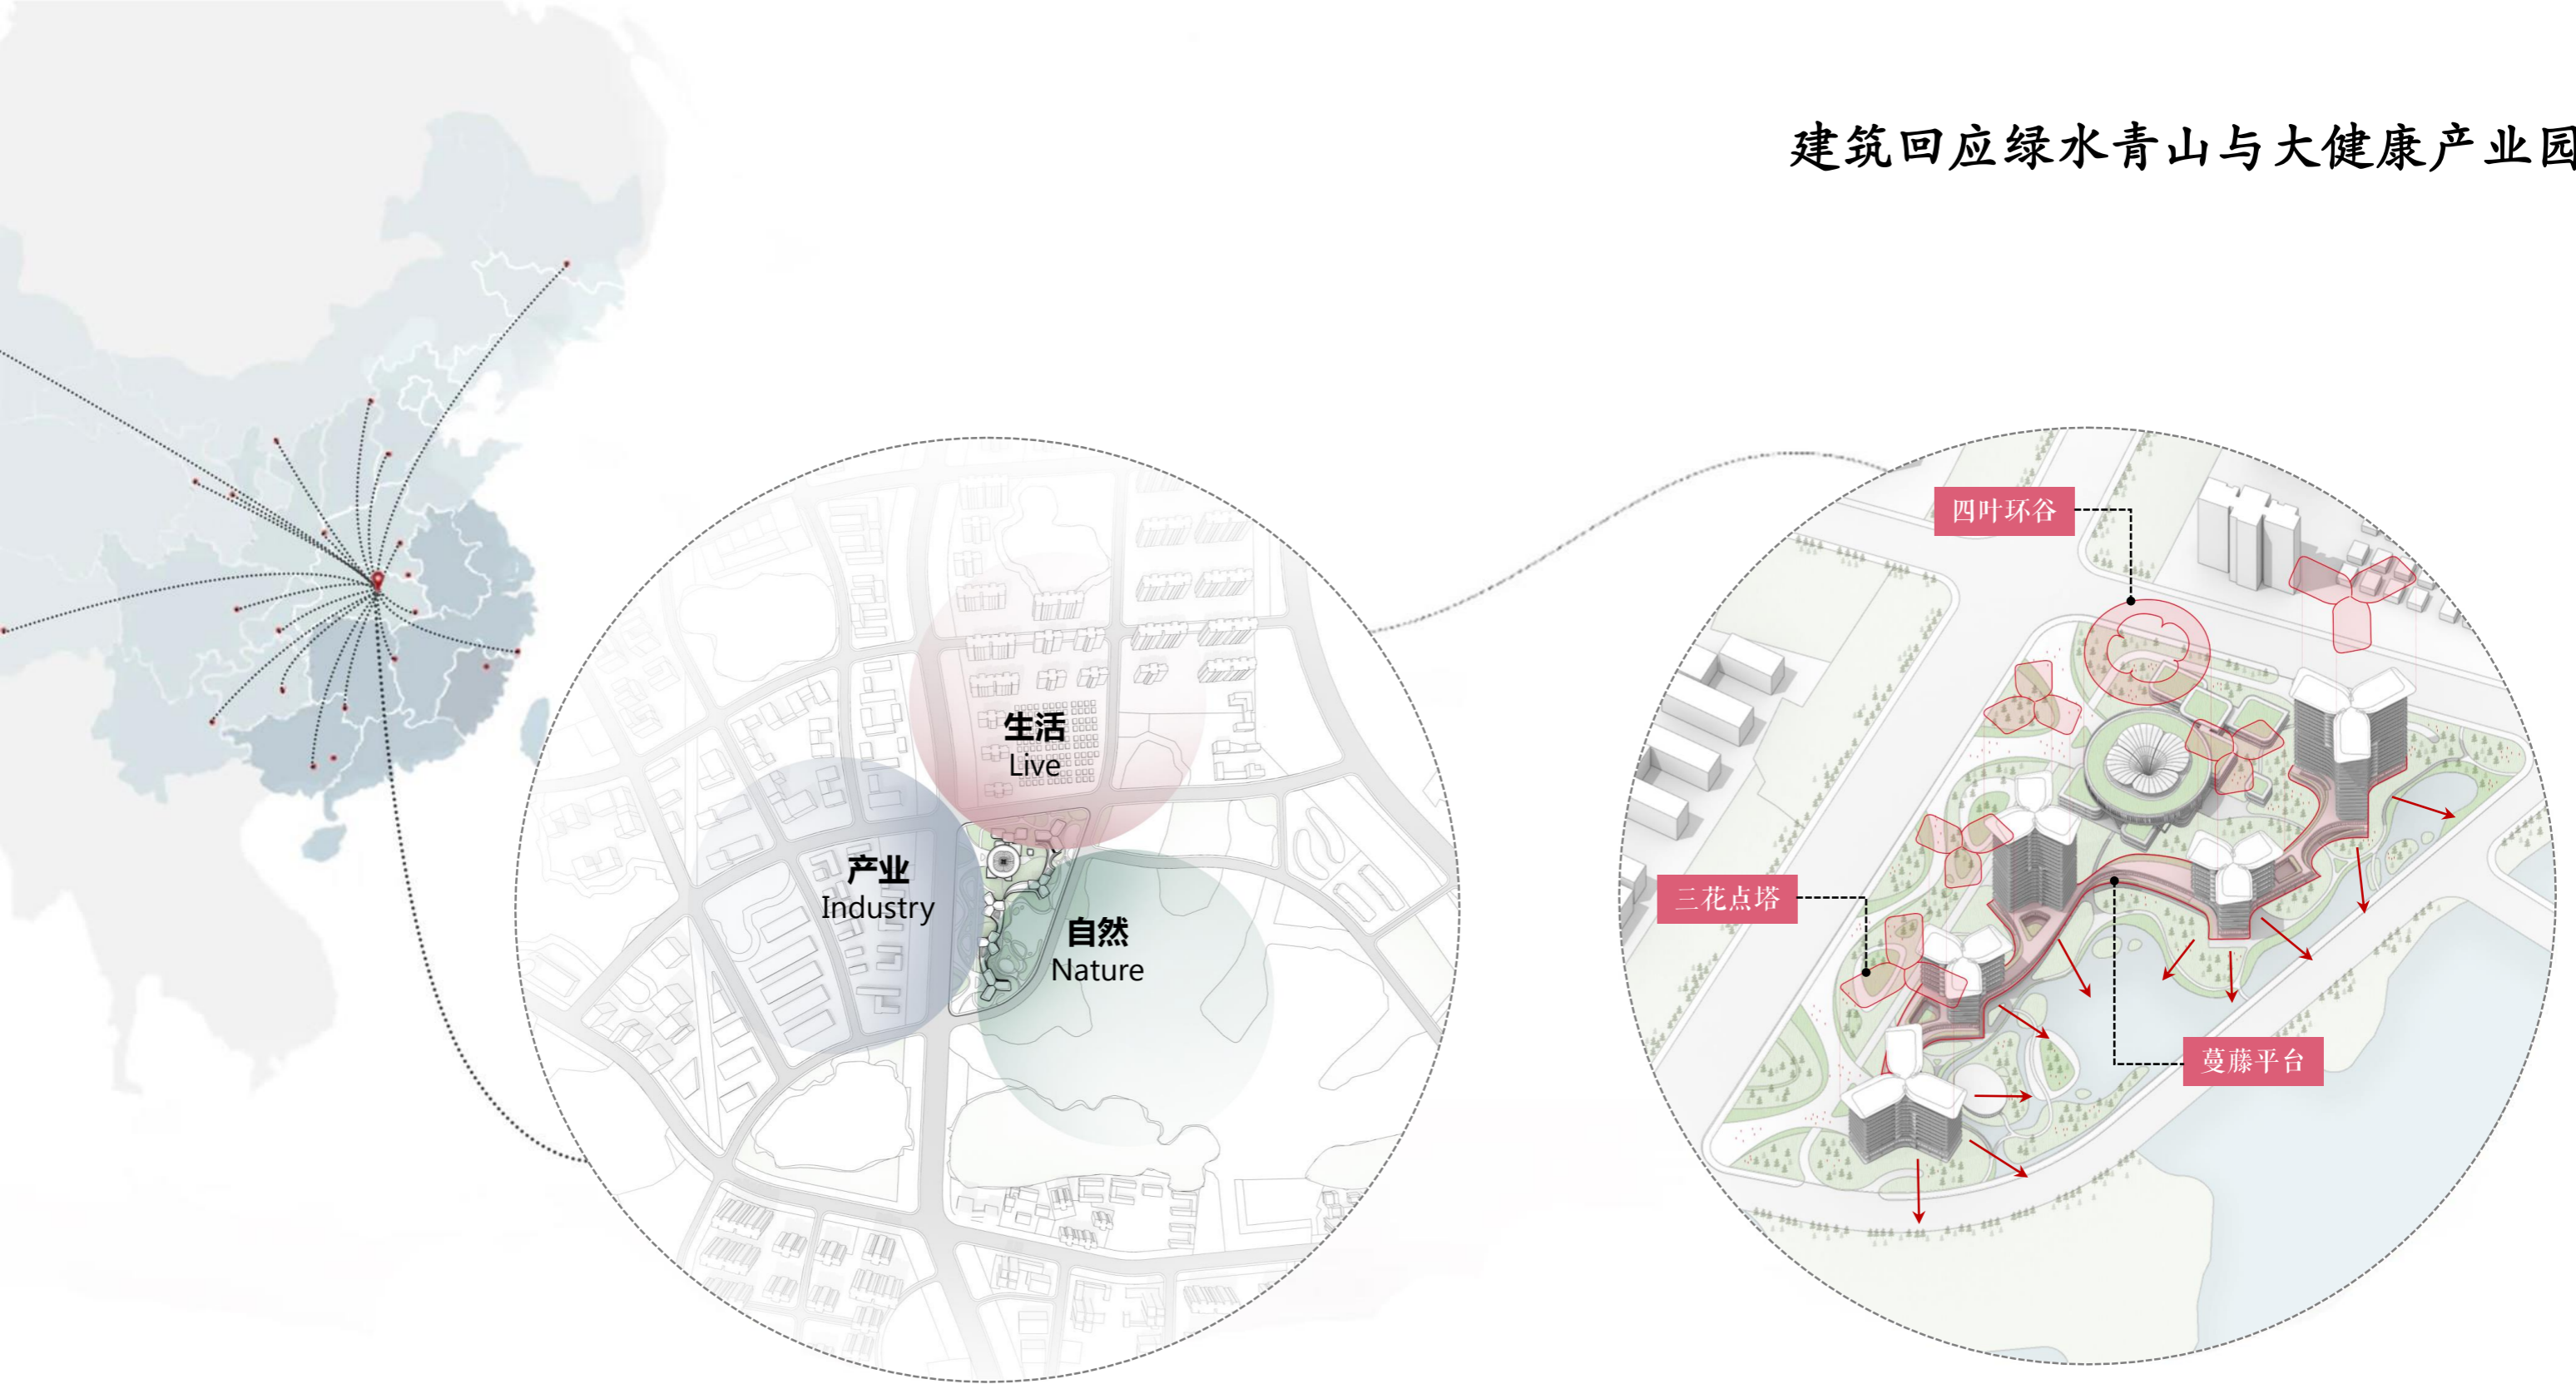 建筑回应绿水青山与大健康产业园
四叶环谷
生活
Live
产业
Industry
三花点塔
自然
Nature
蔓藤平台